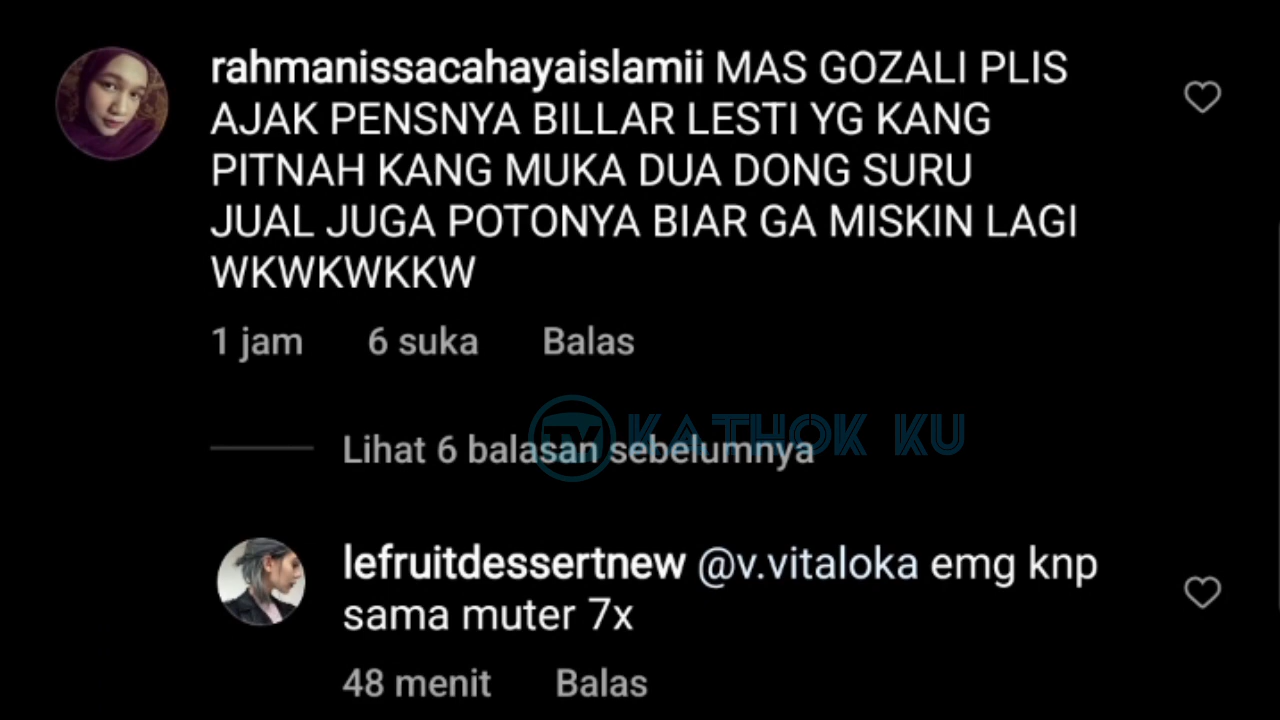 rahmanissacahayaislamii MAS GOZALI PLIS
AJAK PENSNYA BILLAR LESTI YG KANG
PITNAH KANG MUKA DUA DONG SURU
JUAL JUGA POTONYA BIAR GA MISKIN LAGI
WKWKWKKW
1 jam 6 suka Balas
TV KATHOK KU
Lihat 6 balasan sebelumnya
lefruitdessertnew @v.vitaloka emg knp
sama muter 7x
48 menit Balas